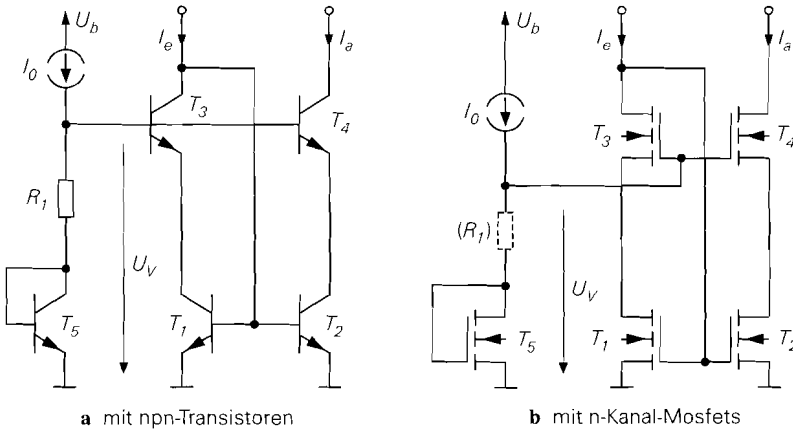 U_b
I_e
I_a
I_0
T_3
T_4
R_1
U_V
T_5
T_1
T_2
a mit npn-Transistoren
U_b
I_e
I_a
I_0
T_3
T_4
(R_1)
U_V
T_5
T_1
T_2
b mit n-Kanal-Mosfets